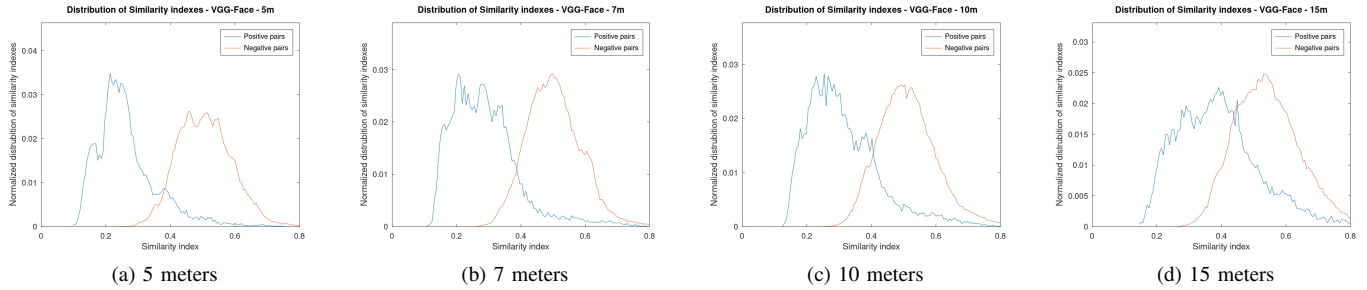 Distribution of Similarity indexes - VGG-Face - 5m
Positive pairs
Negative pairs
Normalized distrubution of similarity indexes
0.04
0.03
0.02
0.01
0
0 0.2 0.4 0.6 0.8
Similarity index
(a) 5 meters
Distribution of Similarity indexes - VGG-Face - 7m
Positive pairs
Negative pairs
Normalized distrubution of similarity indexes
0.03
0.02
0.01
0
0 0.2 0.4 0.6 0.8
Similarity index
(b) 7 meters
Distribution of Similarity indexes - VGG-Face - 10m
Positive pairs
Negative pairs
Normalized distrubution of similarity indexes
0.03
0.02
0.01
0
0 0.2 0.4 0.6 0.8
Similarity index
(c) 10 meters
Distribution of Similarity indexes - VGG-Face - 15m
Positive pairs
Negative pairs
Normalized distrubution of similarity indexes
0.03
0.025
0.02
0.015
0.01
0.005
0
0 0.2 0.4 0.6 0.8
Similarity index
(d) 15 meters